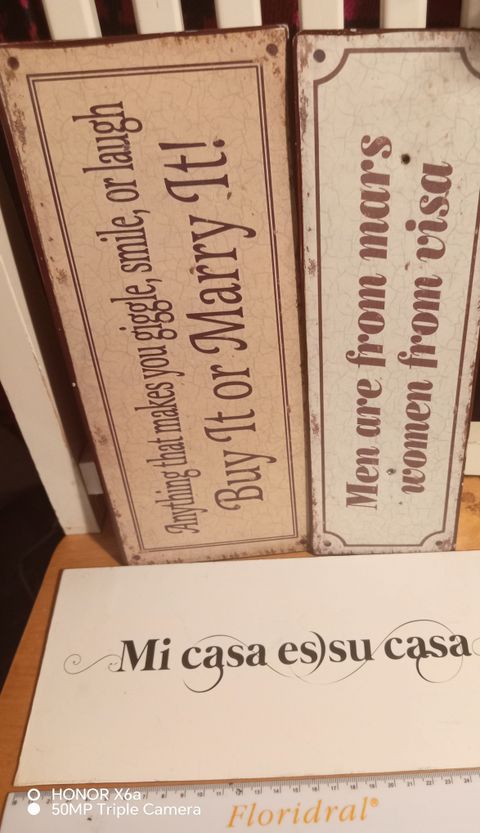 Anything that makes you giggle, smile, or laugh
Buy It or Marry It!
Men are from mars
women from visa
Mi casa es su casa
HONOR X6a
50MP Triple Camera
Floridral®